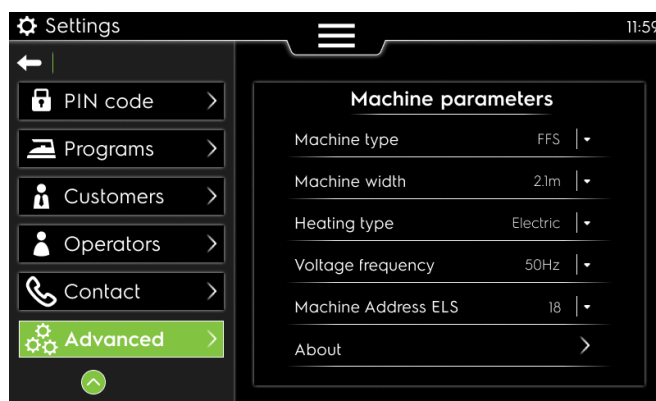 Settings
11:59
PIN code
Programs
Customers
Operators
Contact
Advanced
Machine parameters
Machine type FFS
Machine width 2.1m
Heating type Electric
Voltage frequency 50Hz
Machine Address ELS 18
About